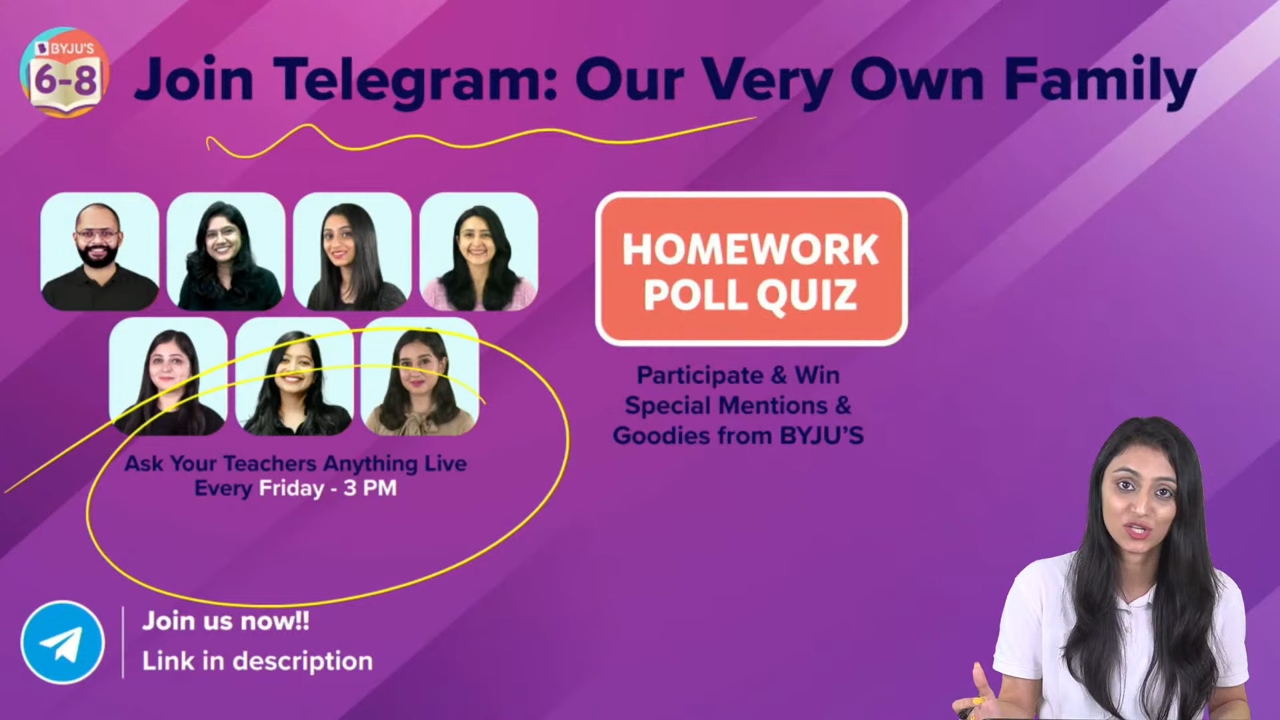 BYJU'S
6-8
Join Telegram: Our Very Own Family
HOMEWORK
POLL QUIZ
Participate & Win
Special Mentions &
Goodies from BYJU'S
Ask Your Teachers Anything Live
Every Friday - 3 PM
Join us now!!
Link in description